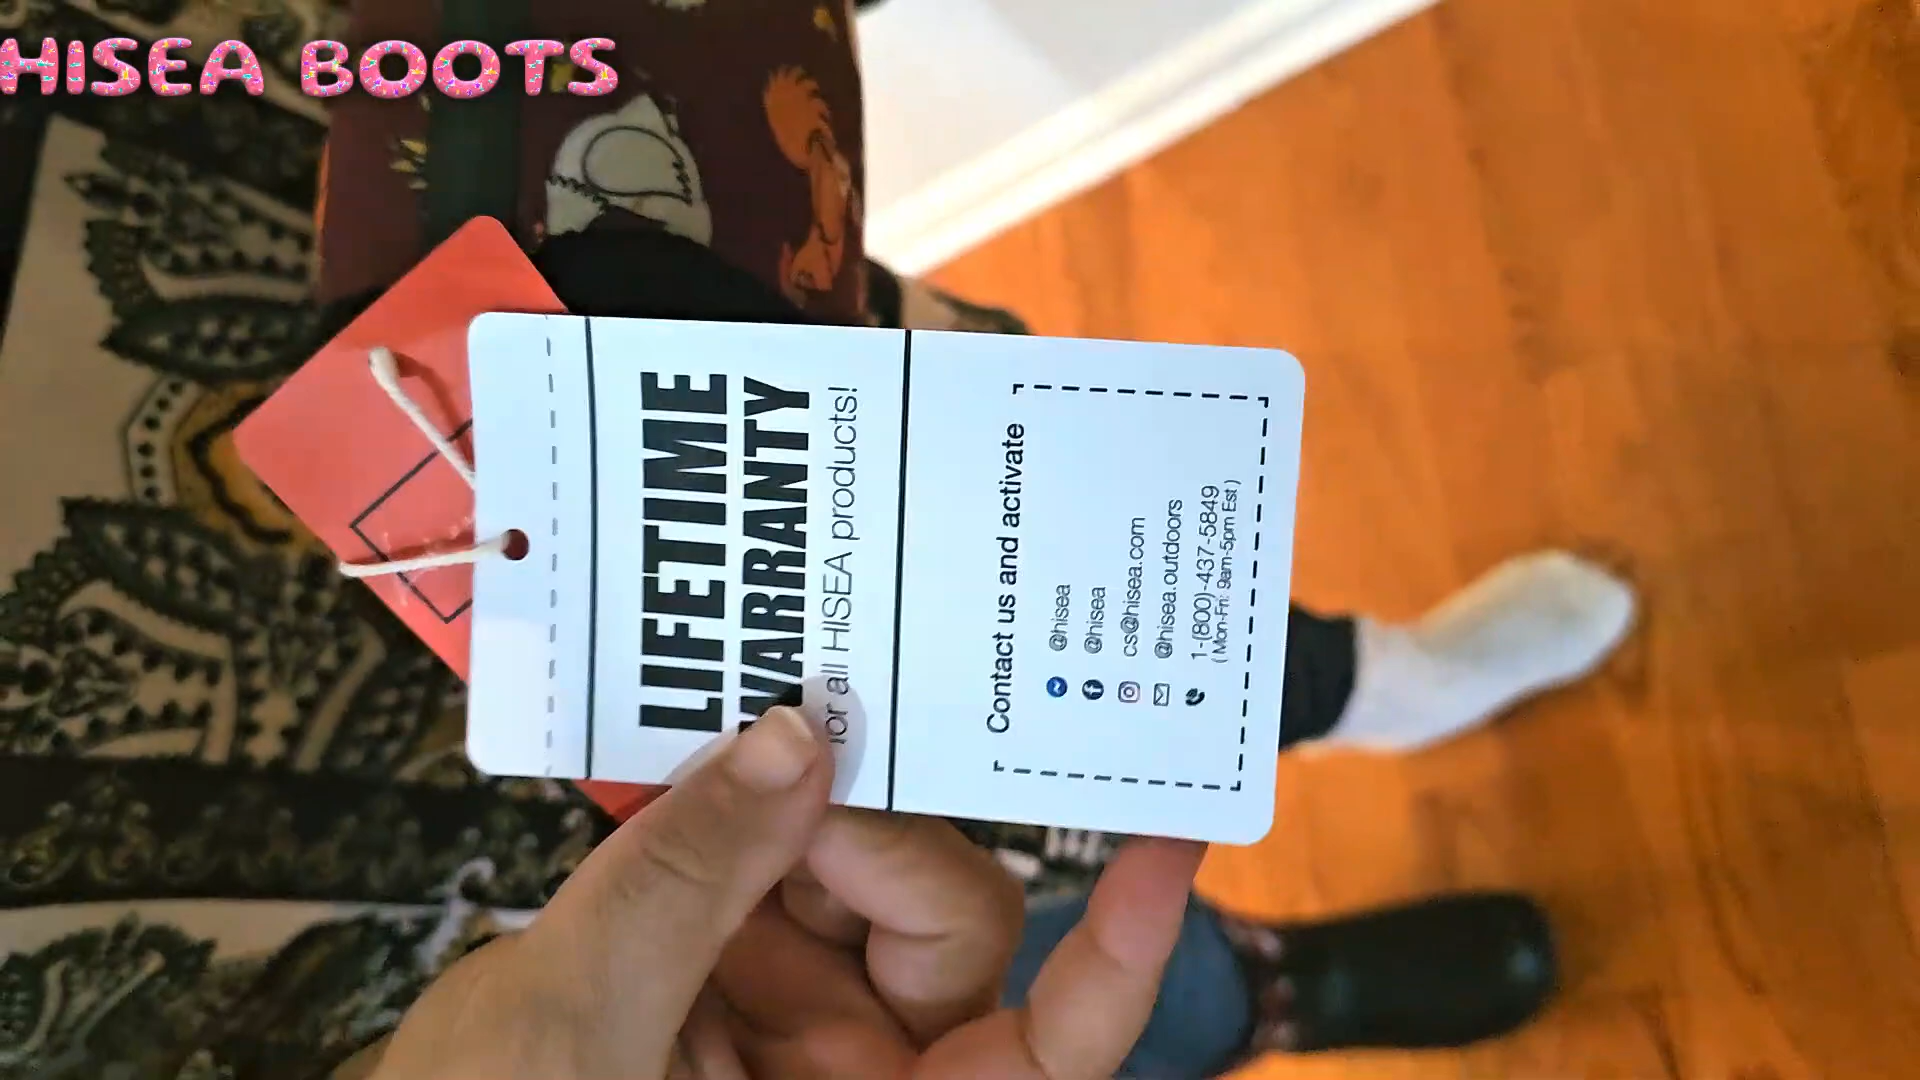 HISEA BOOTS
LIFETIME
WARRANTY
for all HISEA products!
Contact us and activate
@hisea
@hisea
cs@hisea.com
@hisea.outdoors
1-(800)-437-5849
( Mon-Fri: 9am-5pm Est )